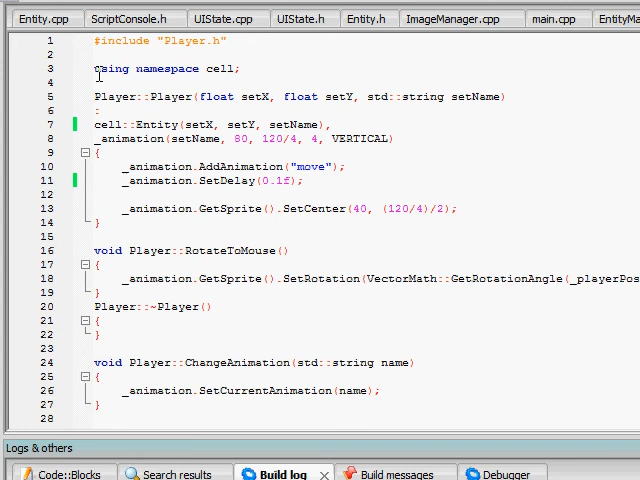 Entity.cpp ScriptConsole.h UIState.cpp UIState.h Entity.h ImageManager.cpp main.cpp EntityMa
1 #include "Player.h"
2
3 using namespace cell;
4
5 Player::Player(float setX, float setY, std::string setName)
6 :
7 cell::Entity(setX, setY, setName),
8 _animation(setName, 80, 120/4, 4, VERTICAL)
9 {
10 _animation.AddAnimation("move");
11 _animation.SetDelay(0.1f);
12
13 _animation.GetSprite().SetCenter(40, (120/4)/2);
14 }
15
16 void Player::RotateToMouse()
17 {
18 _animation.GetSprite().SetRotation(VectorMath::GetRotationAngle(_playerPos
19 }
20 Player::~Player()
21 {
22 }
23
24 void Player::ChangeAnimation(std::string name)
25 {
26 _animation.SetCurrentAnimation(name);
27 }
28
Logs & others
Code::Blocks Search results Build log Build messages Debugger